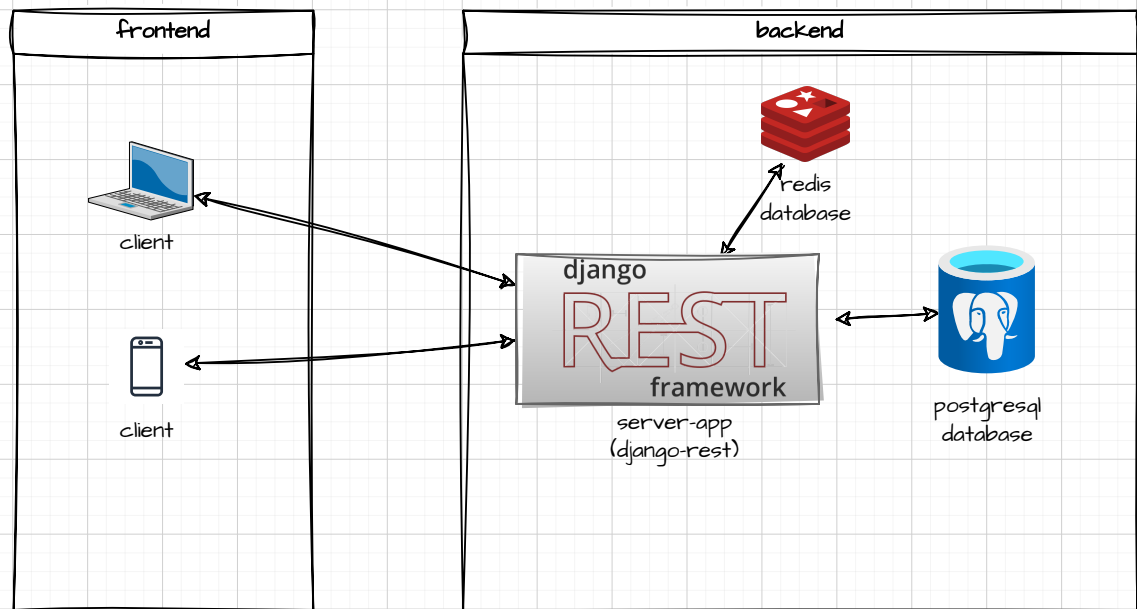 frontend
backend
client
client
redis
database
django
REST
framework
server-app
(django-rest)
postgresql
database